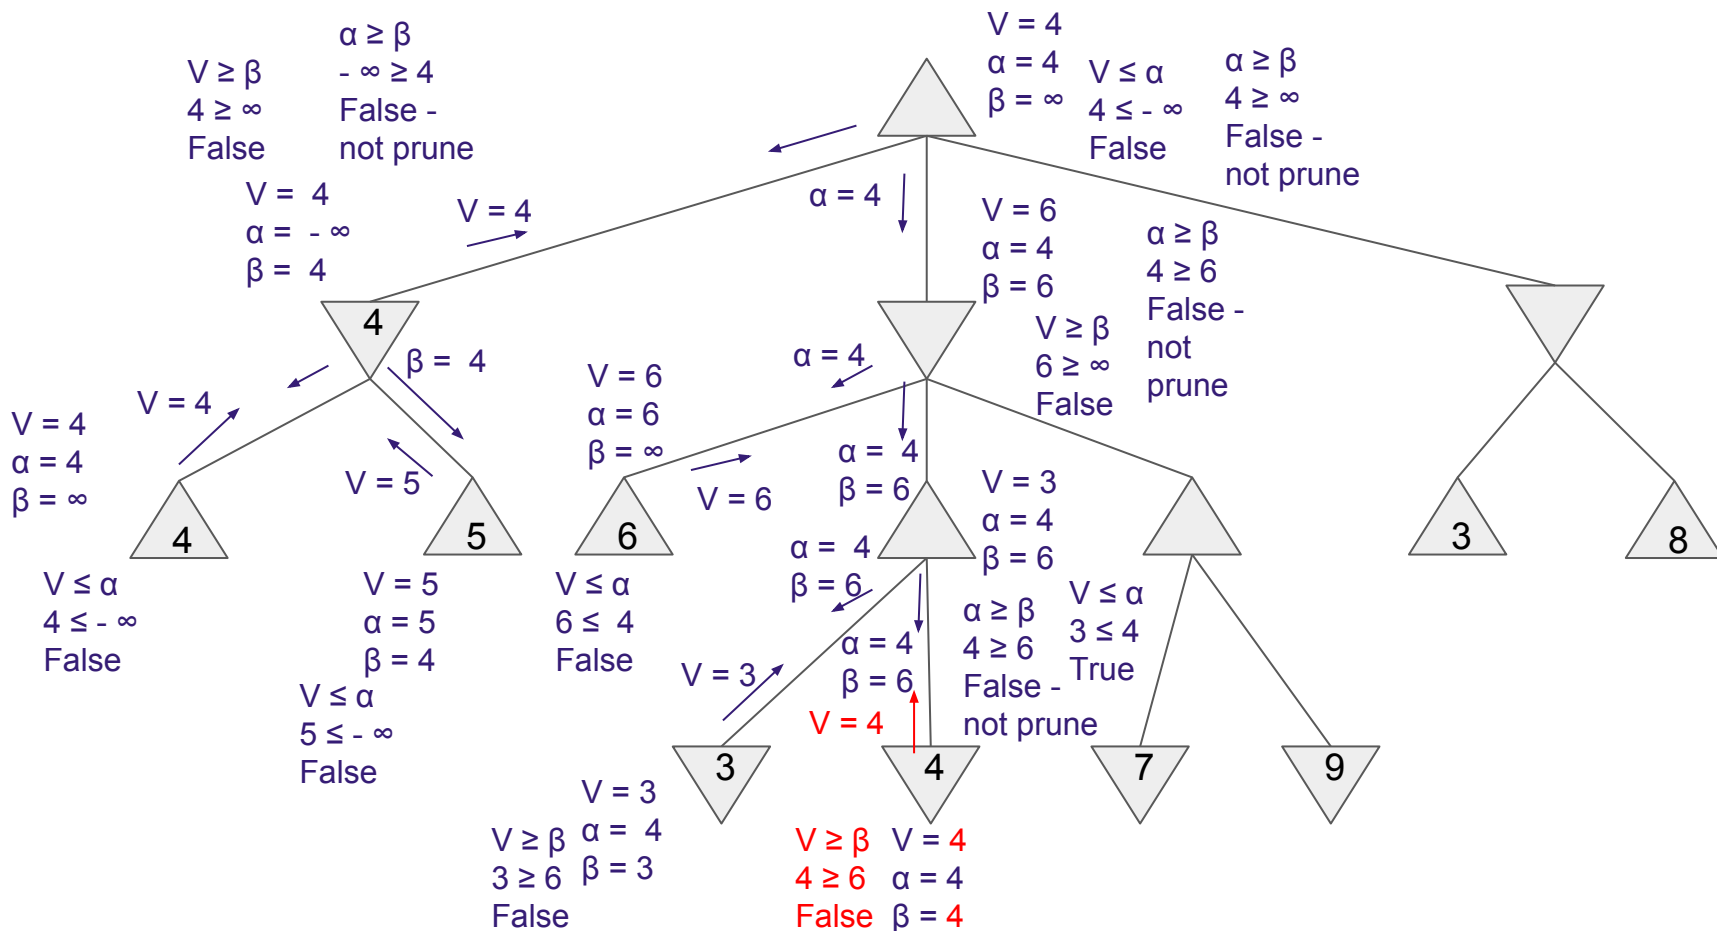 V = 4
α = 4
β = ∞
α ≥ β
- ∞ ≥ 4
False -
not prune
V ≥ β
4 ≥ ∞
False
V ≤ α
4 ≤ - ∞
False
α ≥ β
4 ≥ ∞
False -
not prune
V = 4
α = - ∞
β = 4
V = 4
α = 4
V = 6
α = 4
β = 6
α ≥ β
4 ≥ 6
False -
not
prune
4
β = 4
V ≥ β
6 ≥ ∞
False
α = 4
V = 6
α = 6
β = ∞
V = 4
V = 4
α = 4
β = ∞
V = 5
V = 6
α = 4
β = 6
V = 3
α = 4
β = 6
4
5
6
3
8
α = 4
β = 6
V ≤ α
4 ≤ - ∞
False
V = 5
α = 5
β = 4
V ≤ α
6 ≤ 4
False
α = 4
β = 6
α ≥ β
4 ≥ 6
False -
not prune
V ≤ α
3 ≤ 4
True
V ≤ α
5 ≤ - ∞
False
V = 3
V = 4
3
4
7
9
V = 3
α = 4
β = 3
V ≥ β
3 ≥ 6
False
V ≥ β
4 ≥ 6
False
V = 4
α = 4
β = 4